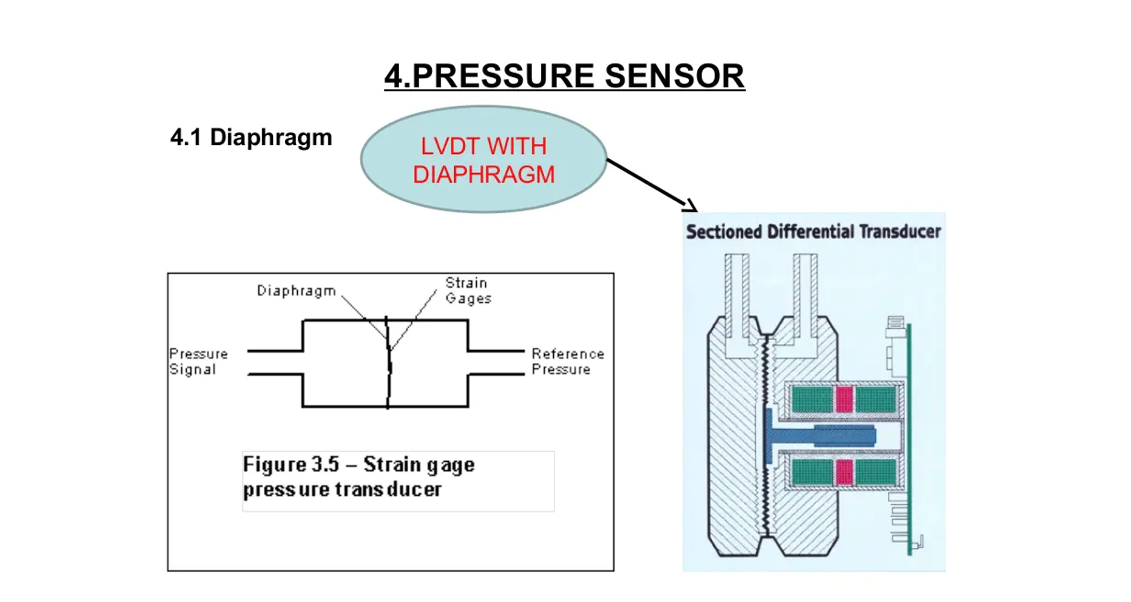 4.PRESSURE SENSOR
4.1 Diaphragm
LVDT WITH
DIAPHRAGM
Sectioned Differential Transducer
Diaphragm
Strain
Gages
Pressure
Signal
Reference
Pressure
Figure 3.5 – Strain gage
pressure transducer